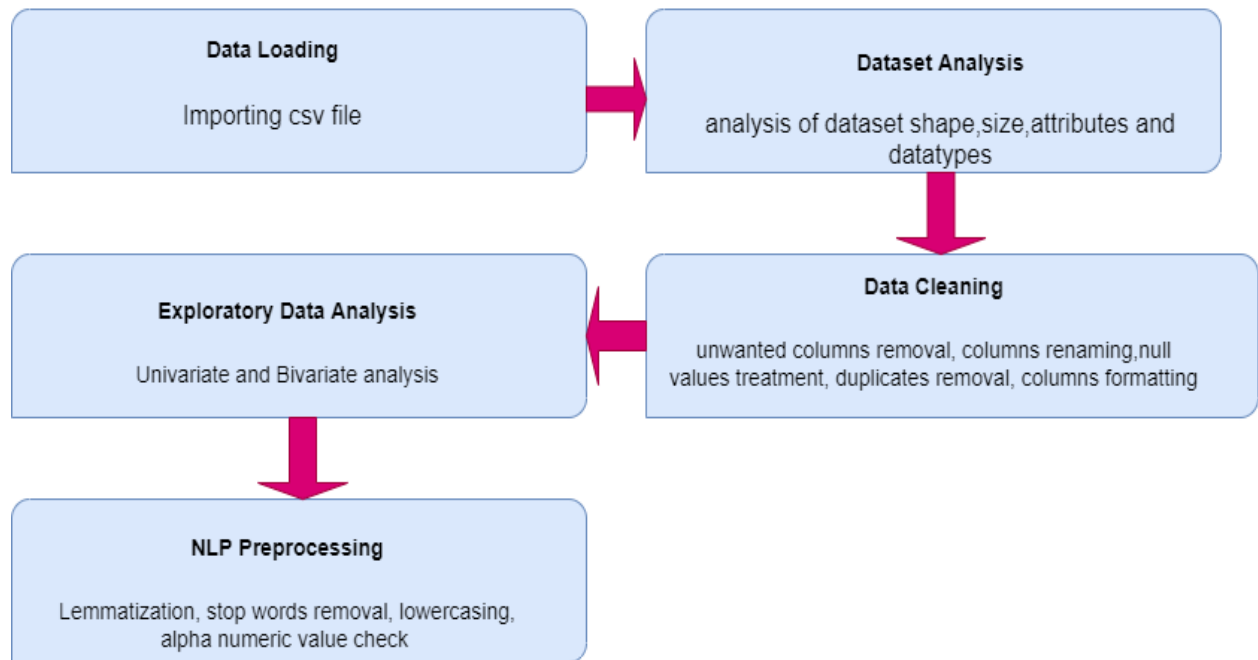 Data Loading
Importing csv file
Dataset Analysis
analysis of dataset shape,size,attributes and
datatypes
Data Cleaning
unwanted columns removal, columns renaming,null
values treatment, duplicates removal, columns formatting
Exploratory Data Analysis
Univariate and Bivariate analysis
NLP Preprocessing
Lemmatization, stop words removal, lowercasing,
alpha numeric value check